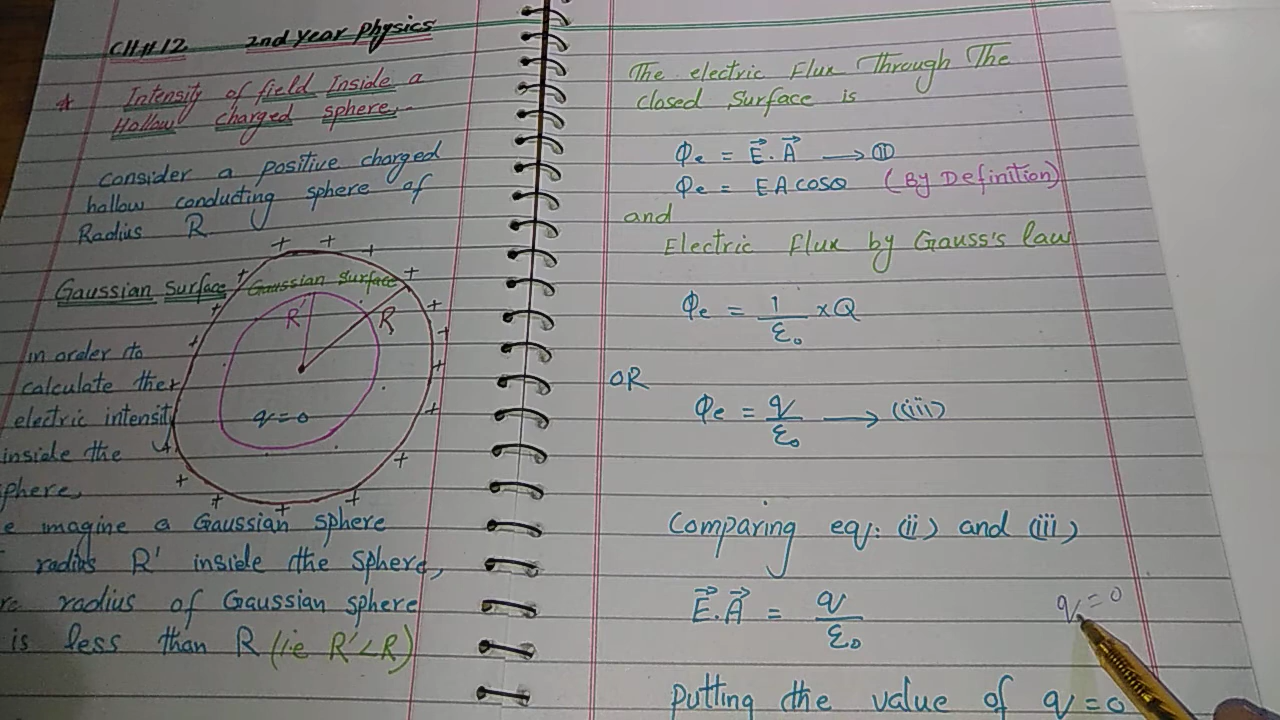 CH#12 2nd year Physics
* Intensity of field Inside a
Hollow charged sphere,-
Consider a positive charged
hallow conducting sphere of
Radius R
Gaussian Surface
Gaussian Surface
R'
R
q=0
in order to
calculate the
electric intensity
inside the
phere,
e imagine a Gaussian sphere
radius R' inside the sphere,
radius of Gaussian sphere
is less than R (i.e R'<R)
The electric Flux Through The
closed Surface is
Φe = E⃗.A⃗ → (ii)
Φe = EA cosθ (By Definition)
and
Electric Flux by Gauss's law
Φe = 1/ε₀ ×Q
OR
Φe = q/ε₀ → (iii)
Comparing eq: (ii) and (iii)
E⃗.A⃗ = q/ε₀
q=0
putting the value of q=0